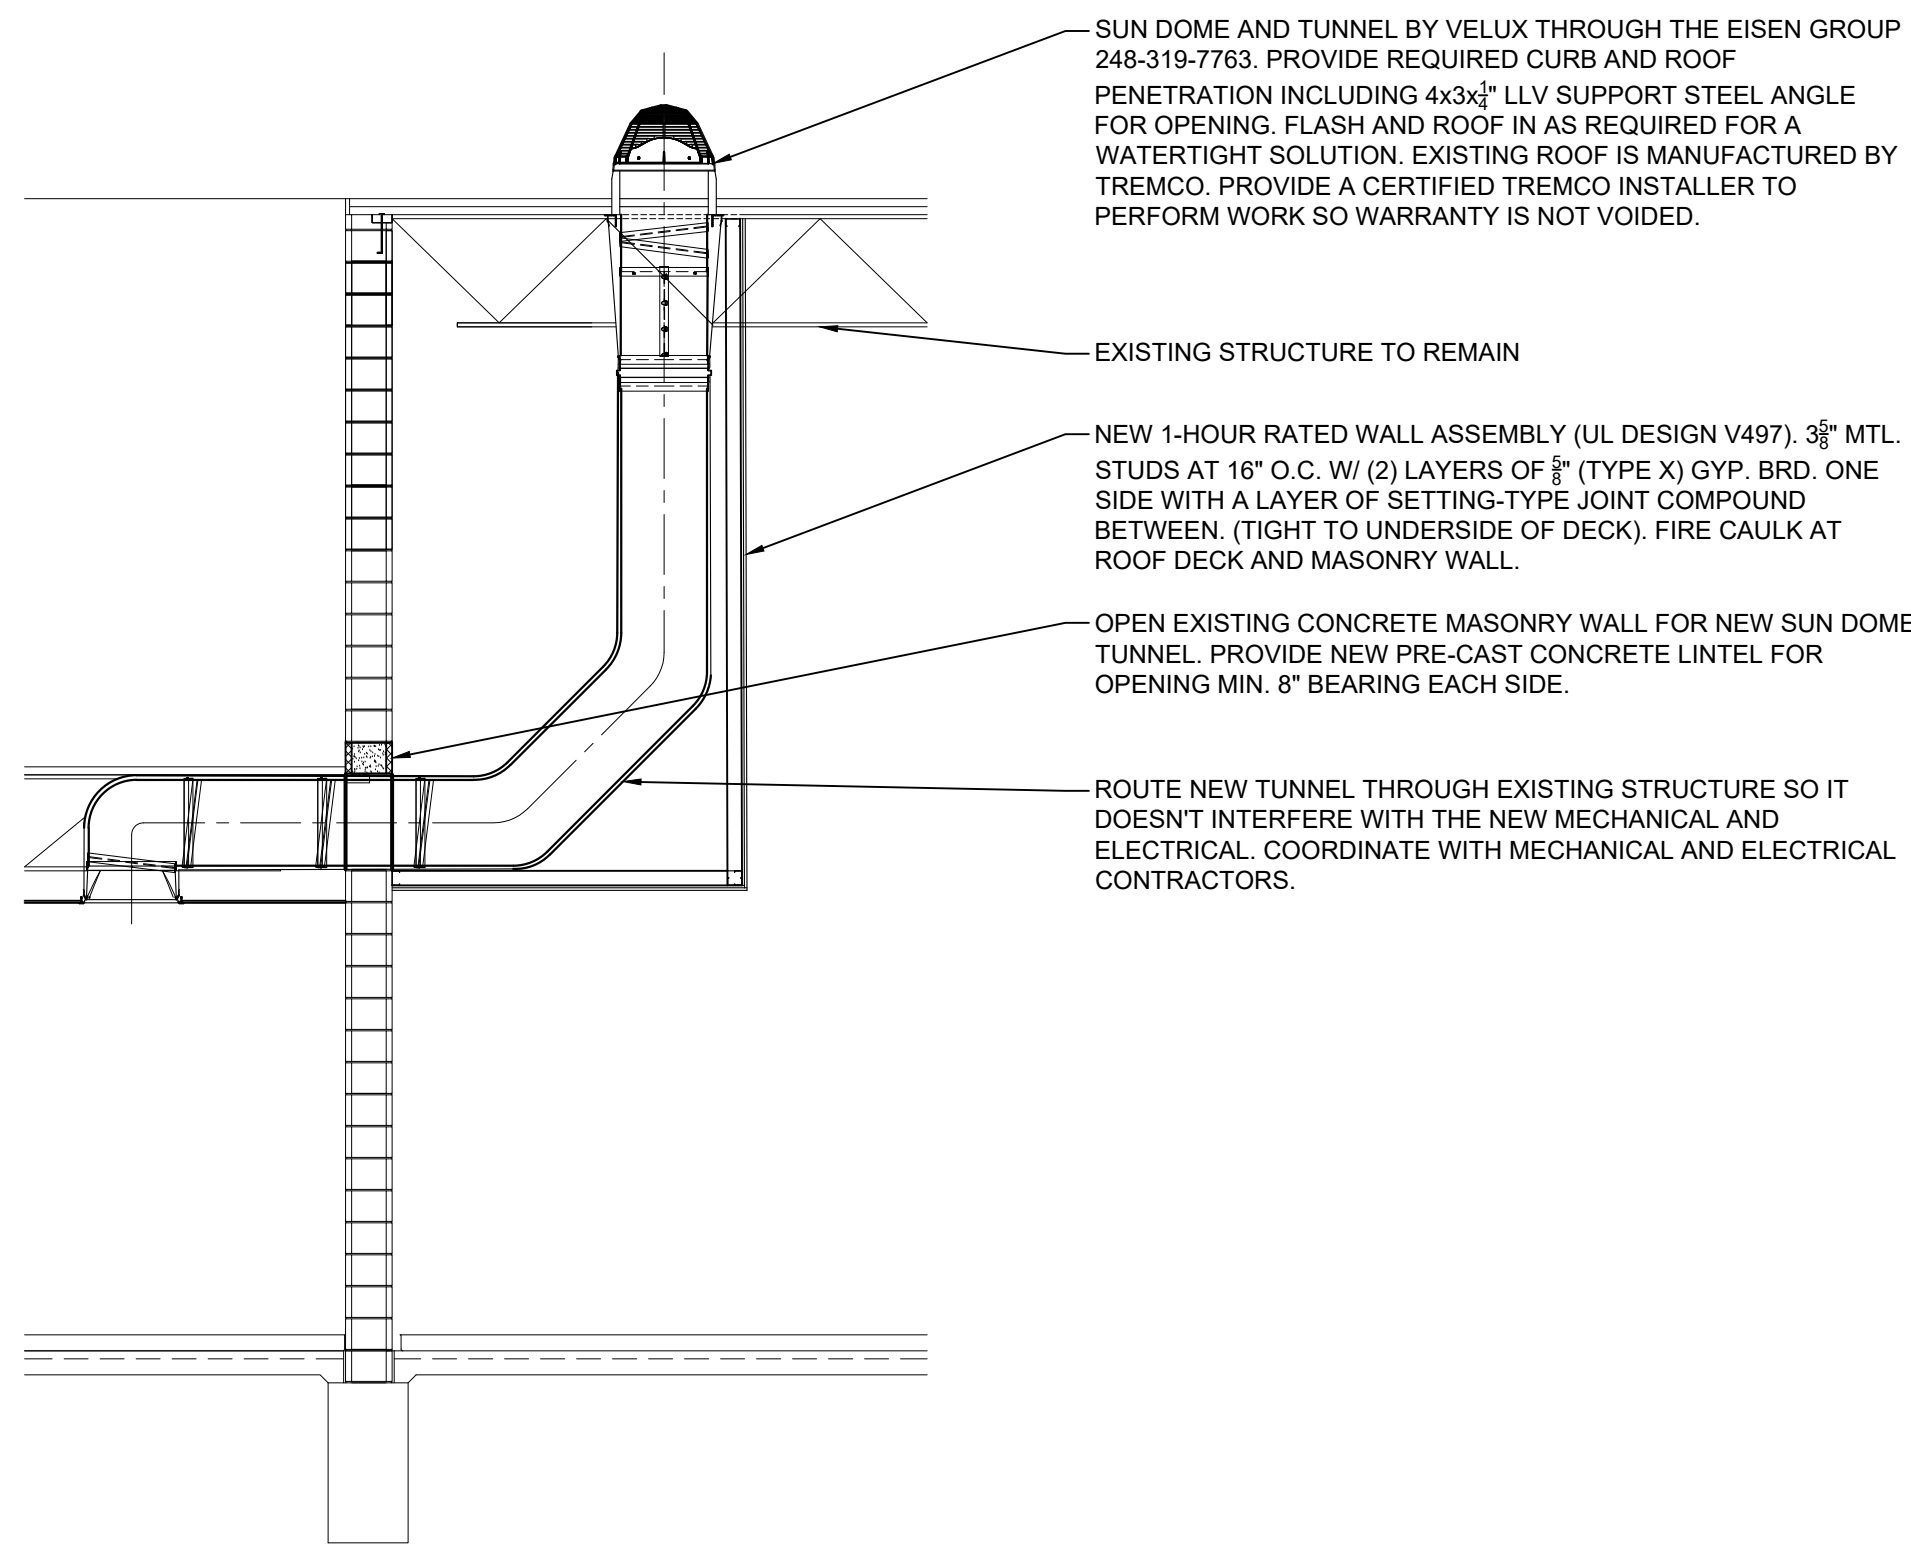 SUN DOME AND TUNNEL BY VELUX THROUGH THE EISEN GROUP
248-319-7763. PROVIDE REQUIRED CURB AND ROOF
PENETRATION INCLUDING 4x3x1/4" LLV SUPPORT STEEL ANGLE
FOR OPENING. FLASH AND ROOF IN AS REQUIRED FOR A
WATERTIGHT SOLUTION. EXISTING ROOF IS MANUFACTURED BY
TREMCO. PROVIDE A CERTIFIED TREMCO INSTALLER TO
PERFORM WORK SO WARRANTY IS NOT VOIDED.
EXISTING STRUCTURE TO REMAIN
NEW 1-HOUR RATED WALL ASSEMBLY (UL DESIGN V497). 3 5/8" MTL.
STUDS AT 16" O.C. W/ (2) LAYERS OF 5/8" (TYPE X) GYP. BRD. ONE
SIDE WITH A LAYER OF SETTING-TYPE JOINT COMPOUND
BETWEEN. (TIGHT TO UNDERSIDE OF DECK). FIRE CAULK AT
ROOF DECK AND MASONRY WALL.
OPEN EXISTING CONCRETE MASONRY WALL FOR NEW SUN DOME
TUNNEL. PROVIDE NEW PRE-CAST CONCRETE LINTEL FOR
OPENING MIN. 8" BEARING EACH SIDE.
ROUTE NEW TUNNEL THROUGH EXISTING STRUCTURE SO IT
DOESN'T INTERFERE WITH THE NEW MECHANICAL AND
ELECTRICAL. COORDINATE WITH MECHANICAL AND ELECTRICAL
CONTRACTORS.